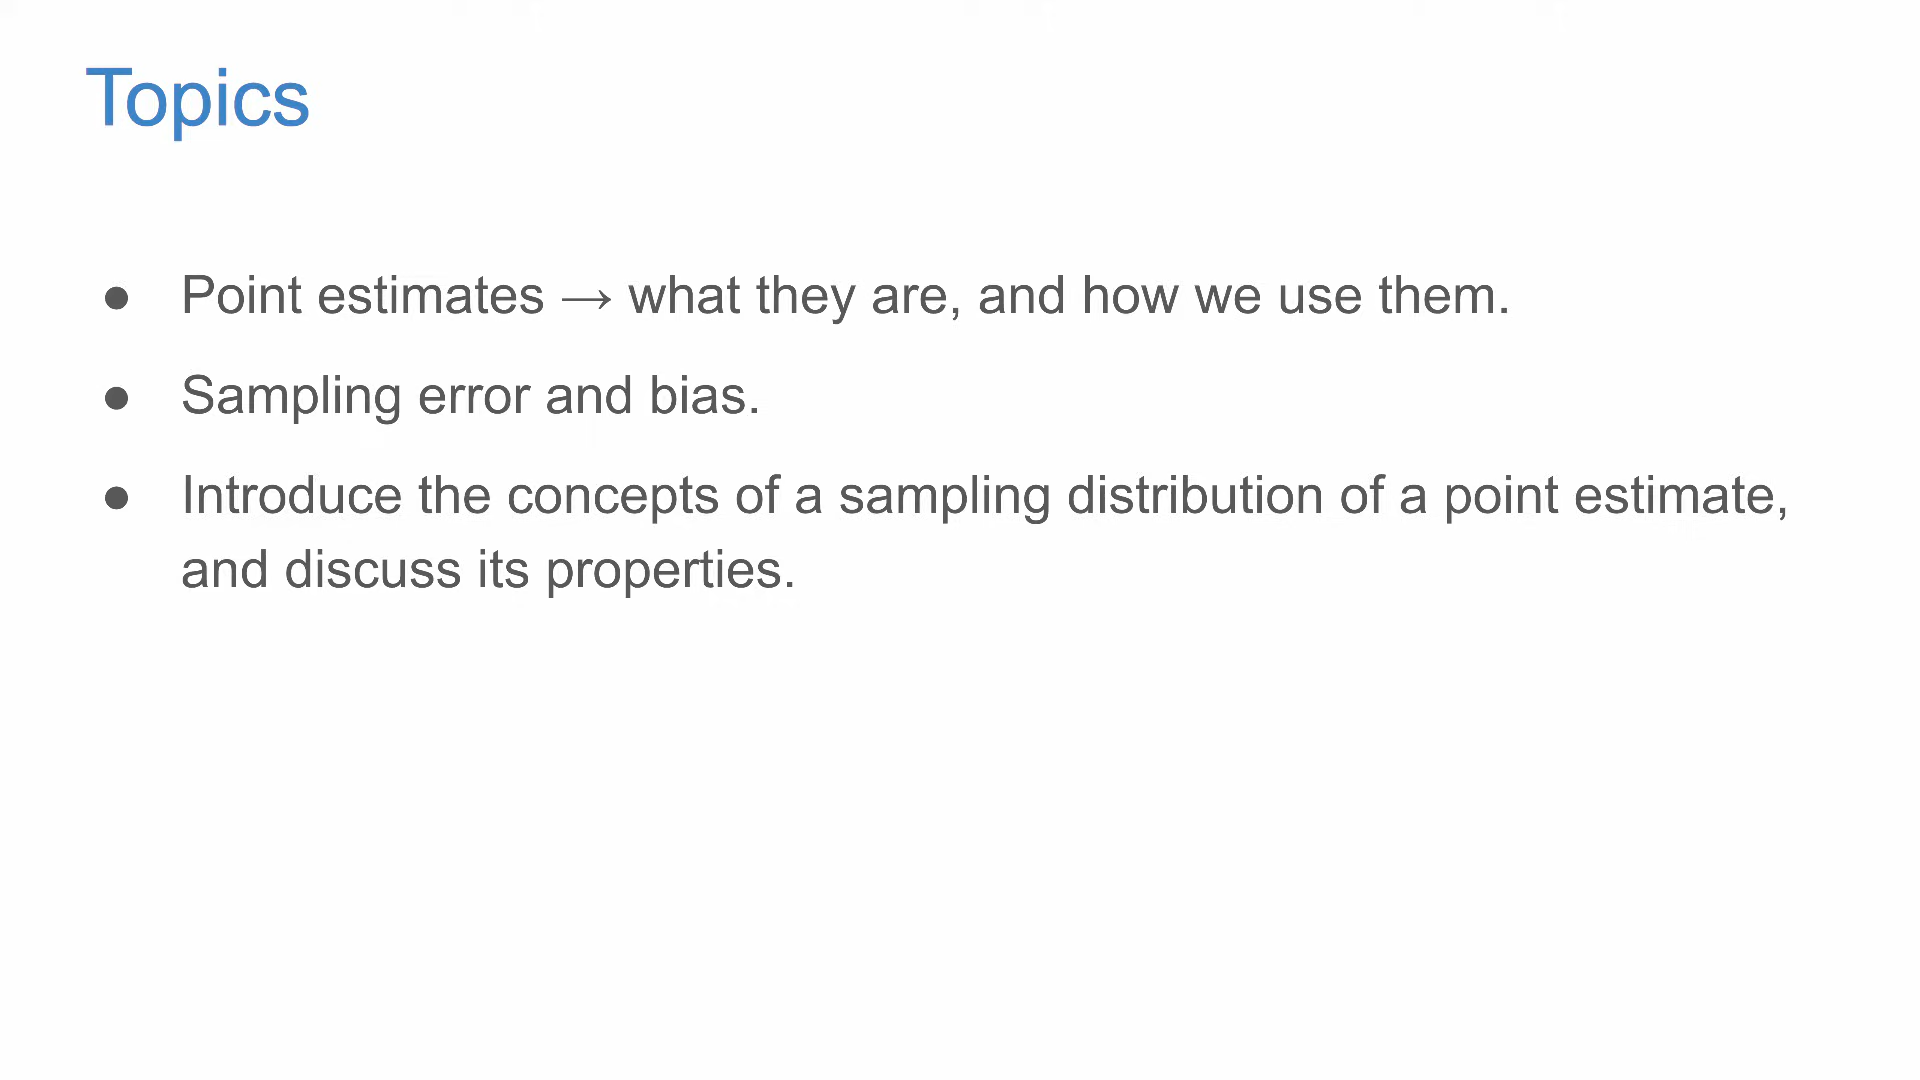 Topics
● Point estimates → what they are, and how we use them.
● Sampling error and bias.
● Introduce the concepts of a sampling distribution of a point estimate,
and discuss its properties.